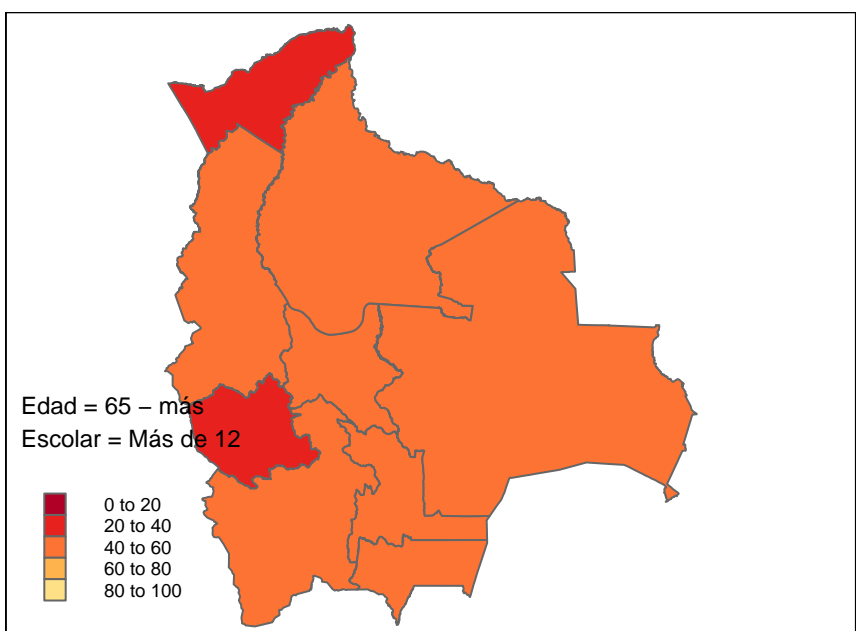 Edad = 65 – más
Escolar = Más de 12
0 to 20
20 to 40
40 to 60
60 to 80
80 to 100